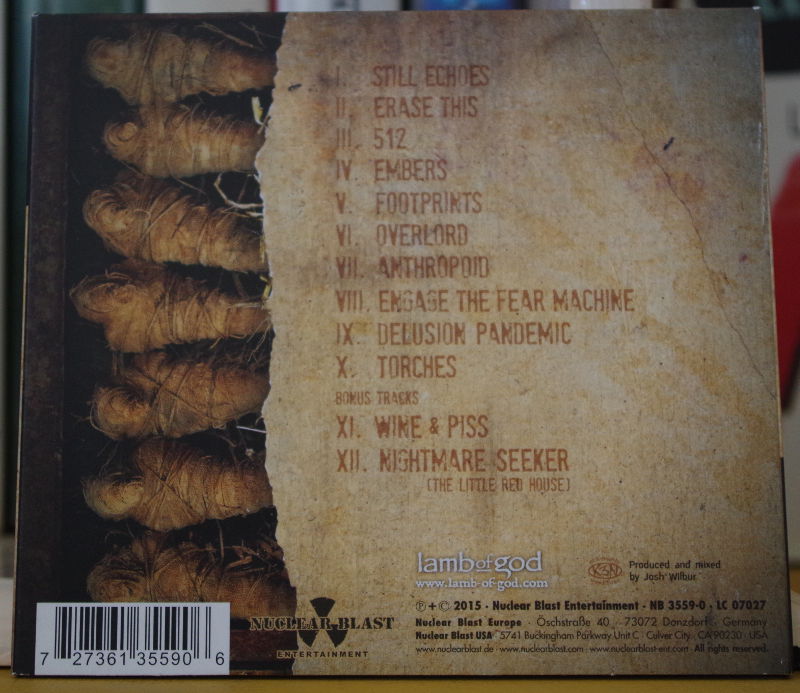 I. STILL ECHOES
II. ERASE THIS
III. 512
IV. EMBERS
V. FOOTPRINTS
VI. OVERLORD
VII. ANTHROPOID
VIII. ENGAGE THE FEAR MACHINE
IX. DELUSION PANDEMIC
X. TORCHES
BONUS TRACKS
XI. WINE & PISS
XII. NIGHTMARE SEEKER
(THE LITTLE RED HOUSE)
lamb of god
www.lamb-of-god.com
Produced and mixed
by Josh Wilbur
℗ + © 2015 · Nuclear Blast Entertainment · NB 3559-0 · LC 07027
Nuclear Blast Europe · Öschstraße 40 · 73072 Donzdorf · Germany
Nuclear Blast USA · 5741 Buckingham Parkway Unit C · Culver City · CA 90230 · USA
www.nuclearblast.de · www.nuclearblast.com · www.nuclearblast-ent.com · All rights reserved.
NUCLEAR BLAST
ENTERTAINMENT
7 27361 35590 6